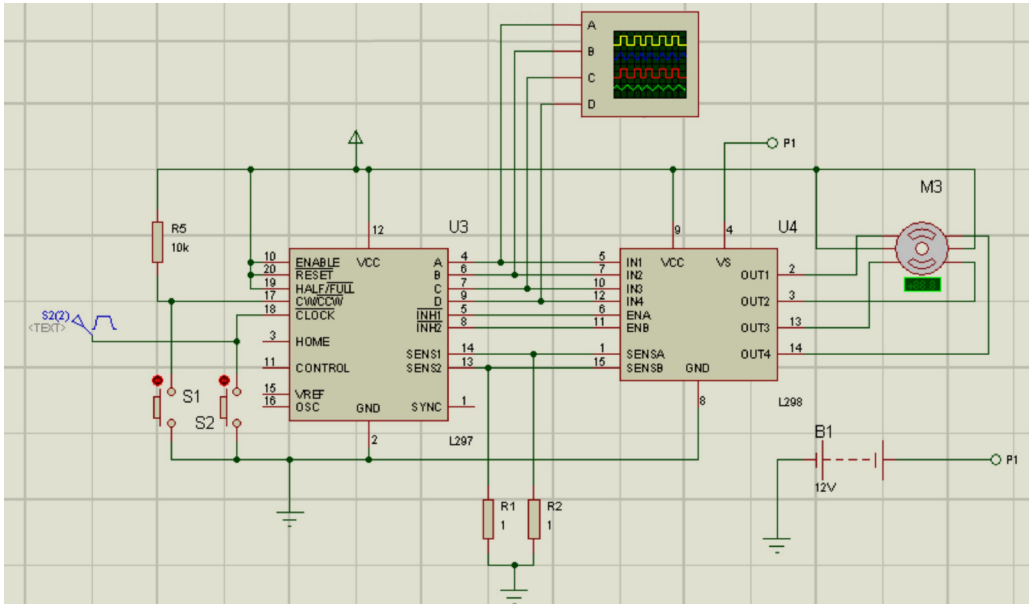 A
B
C
D
P1
M3
R5
10k
U3
U4
12
9
4
10 ENABLE VCC A 4
20 RESET B 6
19 HALF/FULL C 7
17 CW/CCW D 9
18 CLOCK INH1 5
INH2 8
3 HOME
SENS1 14
11 CONTROL SENS2 13
15 VREF
16 OSC GND SYNC 1
2
L297
5 IN1 VCC VS
7 IN2 OUT1 2
10 IN3
12 IN4 OUT2 3
6 ENA
11 ENB OUT3 13
1 SENSA OUT4 14
15 SENSB GND
8
L298
S2(2)
<TEXT>
S1
S2
B1
12V
P1
R1
1
R2
1